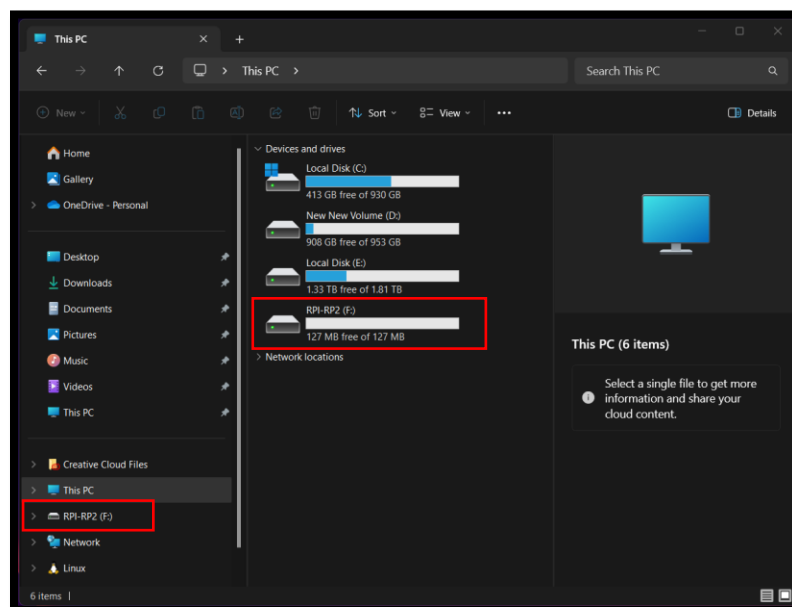 This PC
This PC
Search This PC
New
Sort
View
Details
Home
Gallery
OneDrive - Personal
Desktop
Downloads
Documents
Pictures
Music
Videos
This PC
Creative Cloud Files
This PC
RPI-RP2 (F:)
Network
Linux
Devices and drives
Local Disk (C:)
413 GB free of 930 GB
New New Volume (D:)
908 GB free of 953 GB
Local Disk (E:)
1.33 TB free of 1.81 TB
RPI-RP2 (F:)
127 MB free of 127 MB
Network locations
This PC (6 items)
Select a single file to get more
information and share your
cloud content.
6 items